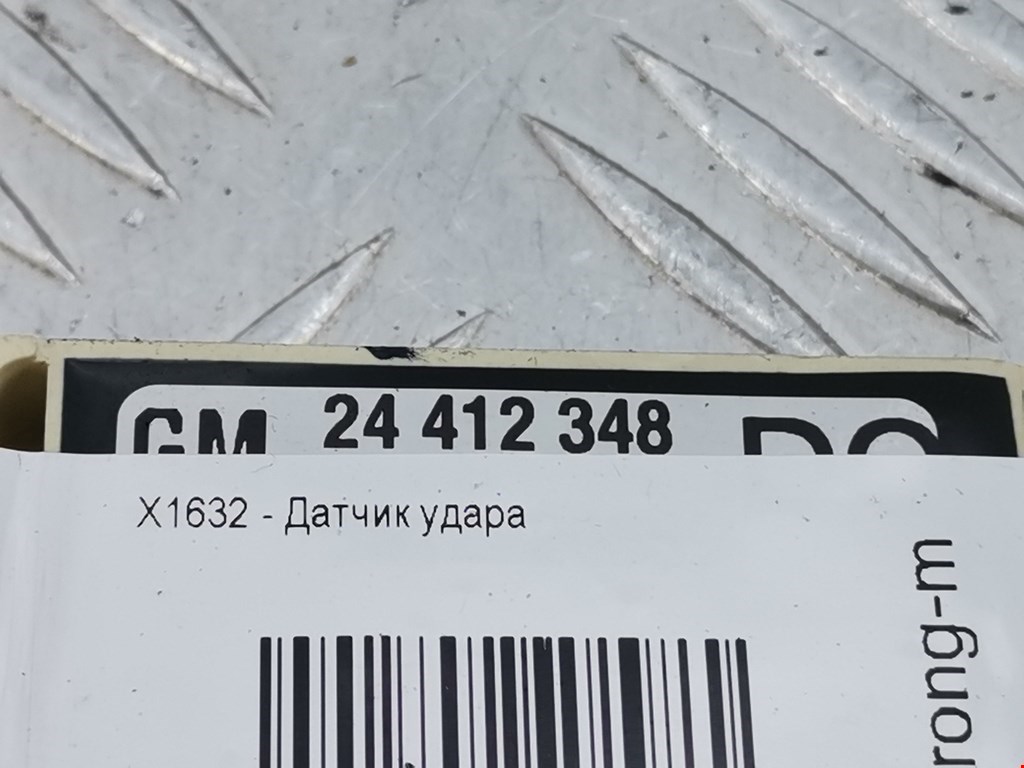 GM 24 412 348
X1632 - Датчик удара
rong-m